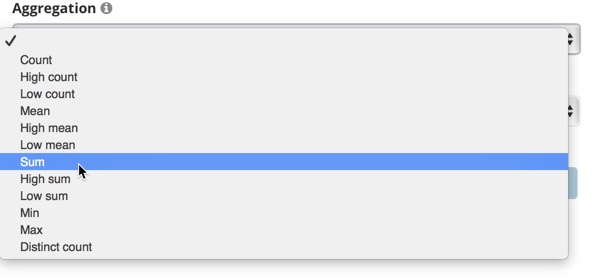 Aggregation
Count
High count
Low count
Mean
High mean
Low mean
Sum
High sum
Low sum
Min
Max
Distinct count